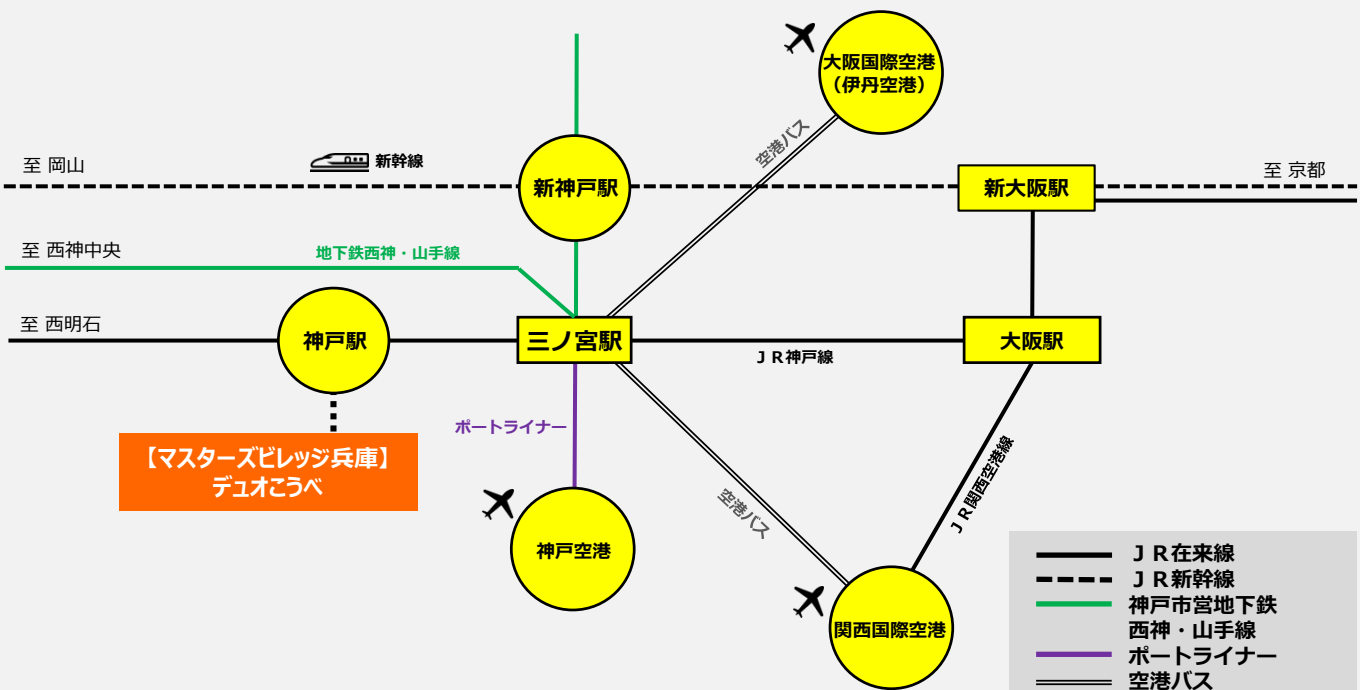 大阪国際空港
（伊丹空港）
空港バス
至 岡山
新幹線
新神戸駅
新大阪駅
至 京都
至 西神中央
地下鉄西神・山手線
至 西明石
神戸駅
三ノ宮駅
ＪＲ神戸線
大阪駅
ポートライナー
【マスターズビレッジ兵庫】
デュオこうべ
空港バス
ＪＲ関西空港線
神戸空港
関西国際空港
ＪＲ在来線
ＪＲ新幹線
神戸市営地下鉄
西神・山手線
ポートライナー
空港バス